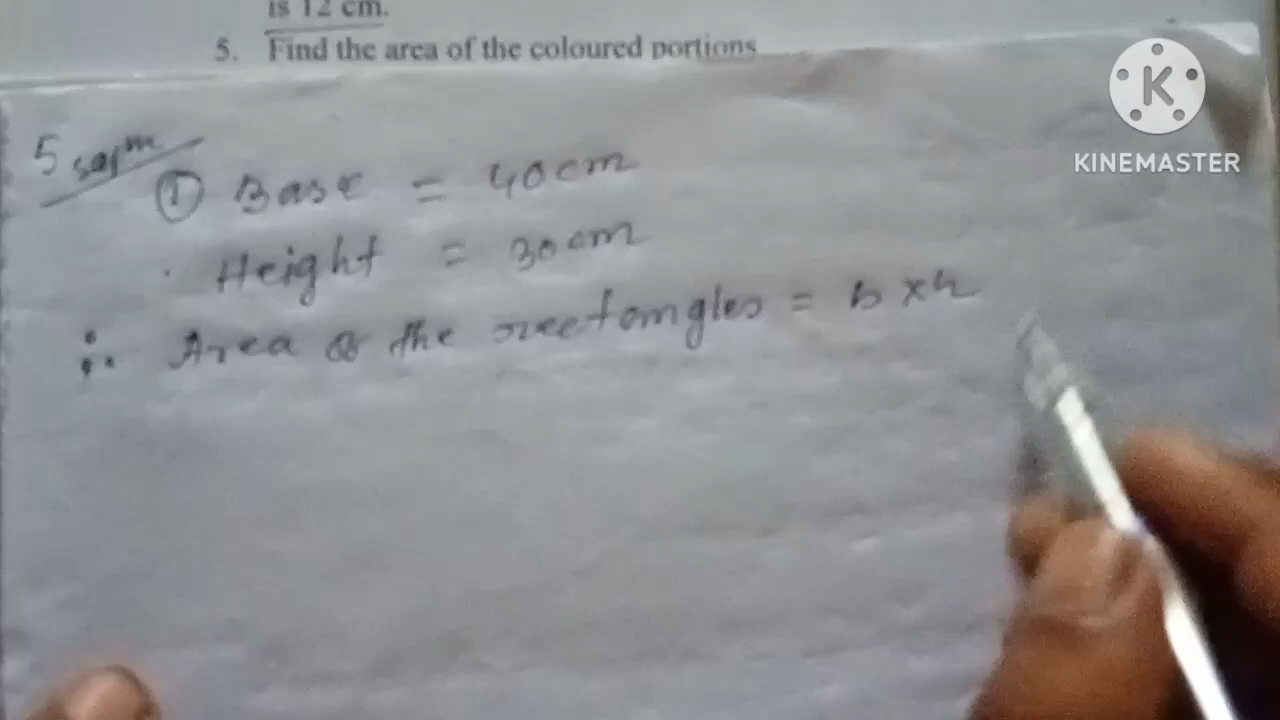 is 12 cm.
5. Find the area of the coloured portions
K
KINEMASTER
5
① Base = 40cm
Height = 30cm
∴ Area of the rectangles = b x h